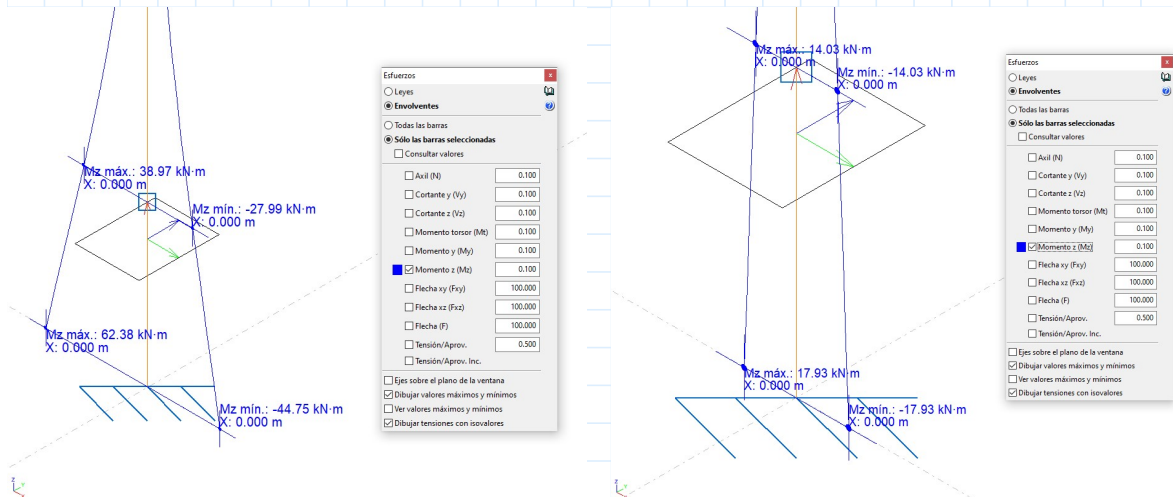 Mz máx.: 38.97 kN·m
X: 0.000 m
Mz mín.: -27.99 kN·m
X: 0.000 m
Mz máx.: 62.38 kN·m
X: 0.000 m
Mz mín.: -44.75 kN·m
X: 0.000 m
Esfuerzos
x
Leyes
Envolventes
Todas las barras
Sólo las barras seleccionadas
Consultar valores
Axil (N) 0.100
Cortante y (Vy) 0.100
Cortante z (Vz) 0.100
Momento torsor (Mt) 0.100
Momento y (My) 0.100
Momento z (Mz) 0.100
Flecha xy (Fxy) 100.000
Flecha xz (Fxz) 100.000
Flecha (F) 100.000
Tensión/Aprov. 0.500
Tensión/Aprov. Inc.
Ejes sobre el plano de la ventana
Dibujar valores máximos y mínimos
Ver valores máximos y mínimos
Dibujar tensiones con isovalores
z
y
x
Mz máx.: 14.03 kN·m
X: 0.000 m
Mz mín.: -14.03 kN·m
X: 0.000 m
Mz máx.: 17.93 kN·m
X: 0.000 m
Mz mín.: -17.93 kN·m
X: 0.000 m
Esfuerzos
x
Leyes
Envolventes
Todas las barras
Sólo las barras seleccionadas
Consultar valores
Axil (N) 0.100
Cortante y (Vy) 0.100
Cortante z (Vz) 0.100
Momento torsor (Mt) 0.100
Momento y (My) 0.100
Momento z (Mz) 0.100
Flecha xy (Fxy) 100.000
Flecha xz (Fxz) 100.000
Flecha (F) 100.000
Tensión/Aprov. 0.500
Tensión/Aprov. Inc.
Ejes sobre el plano de la ventana
Dibujar valores máximos y mínimos
Ver valores máximos y mínimos
Dibujar tensiones con isovalores
z
y
x